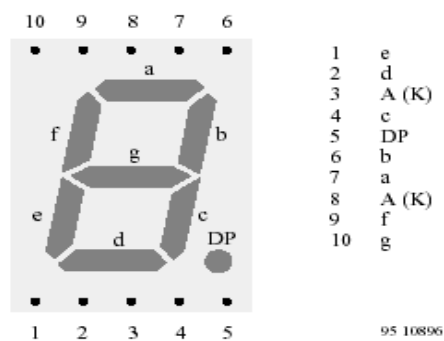 10 9 8 7 6
a
f b
g
e c
d DP
1 2 3 4 5
1 e
2 d
3 A (K)
4 c
5 DP
6 b
7 a
8 A (K)
9 f
10 g
95 10896